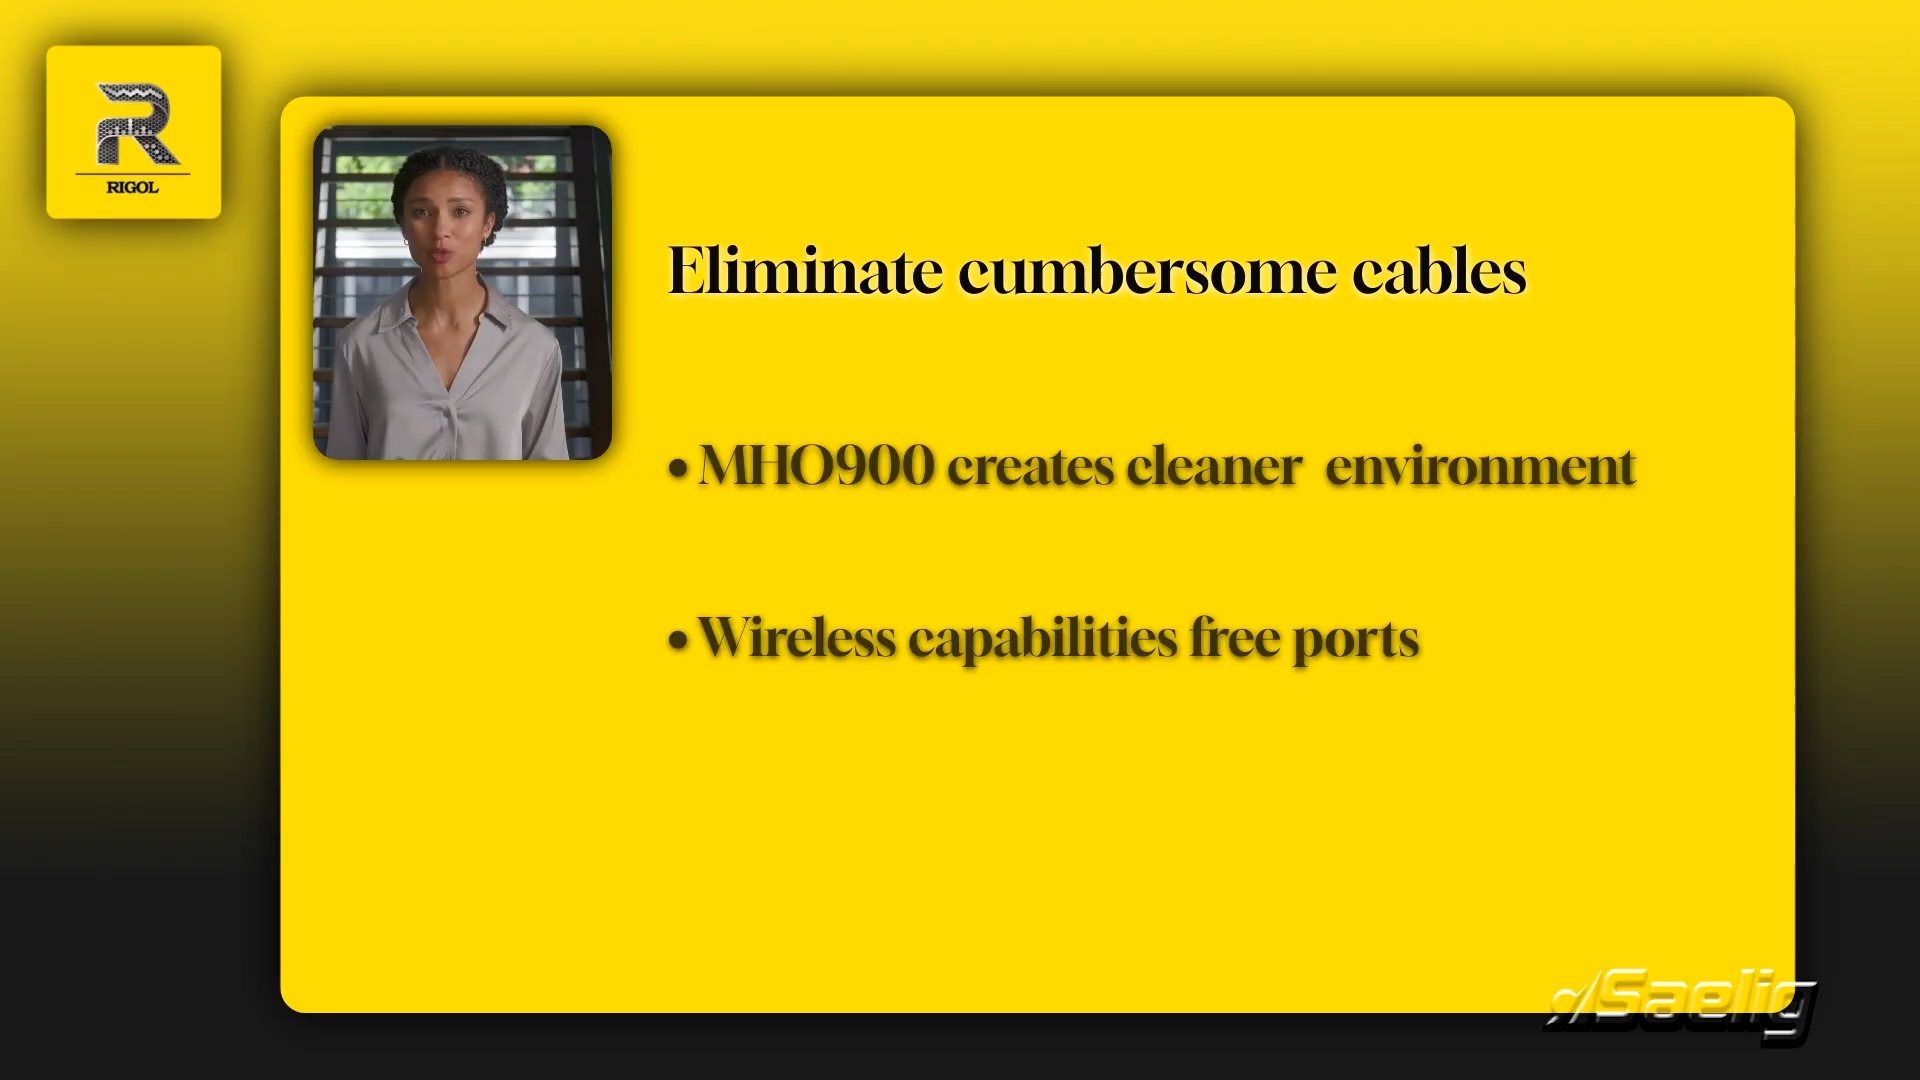 R
RIGOL
Eliminate cumbersome cables
• MHO900 creates cleaner environment
• Wireless capabilities free ports
Saelig